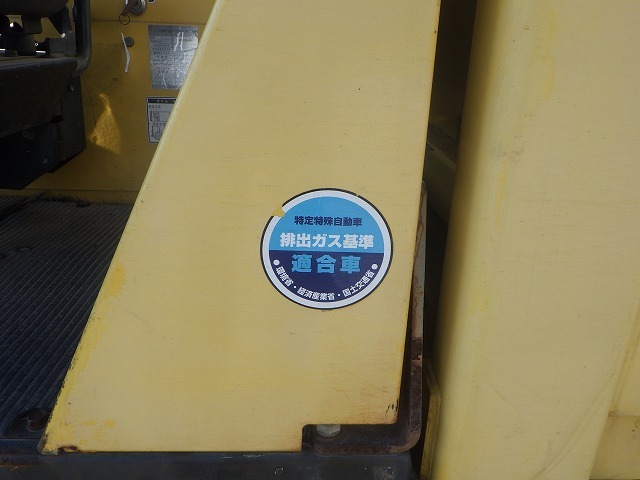 特定特殊自動車
排出ガス基準
適合車
●環境省・経済産業省・国土交通省●